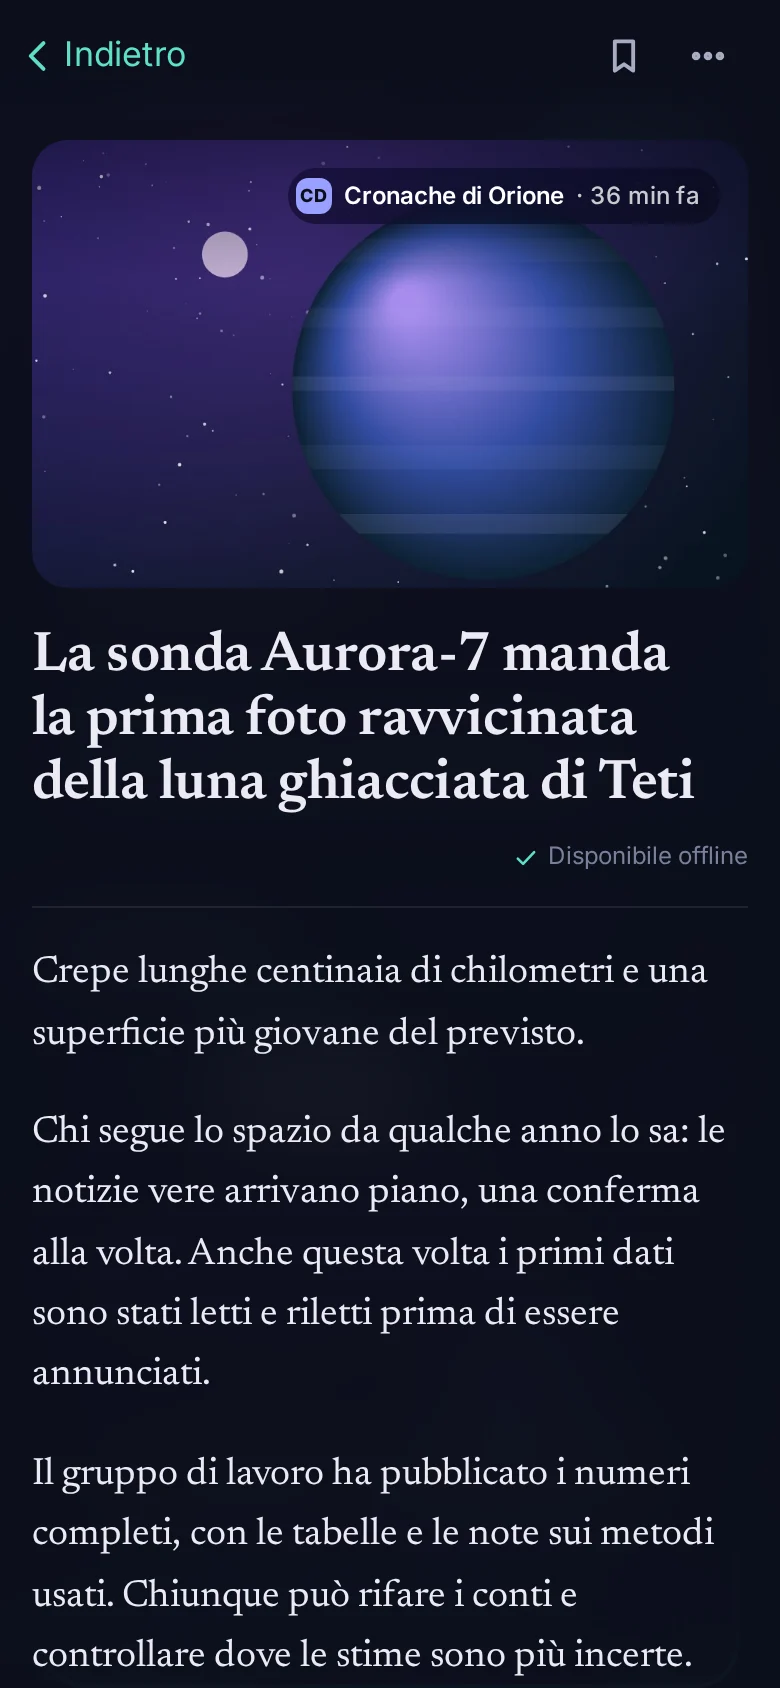 Indietro
CD Cronache di Orione · 36 min fa
La sonda Aurora-7 manda
la prima foto ravvicinata
della luna ghiacciata di Teti
Disponibile offline
Crepe lunghe centinaia di chilometri e una
superficie più giovane del previsto.
Chi segue lo spazio da qualche anno lo sa: le
notizie vere arrivano piano, una conferma
alla volta. Anche questa volta i primi dati
sono stati letti e riletti prima di essere
annunciati.
Il gruppo di lavoro ha pubblicato i numeri
completi, con le tabelle e le note sui metodi
usati. Chiunque può rifare i conti e
controllare dove le stime sono più incerte.